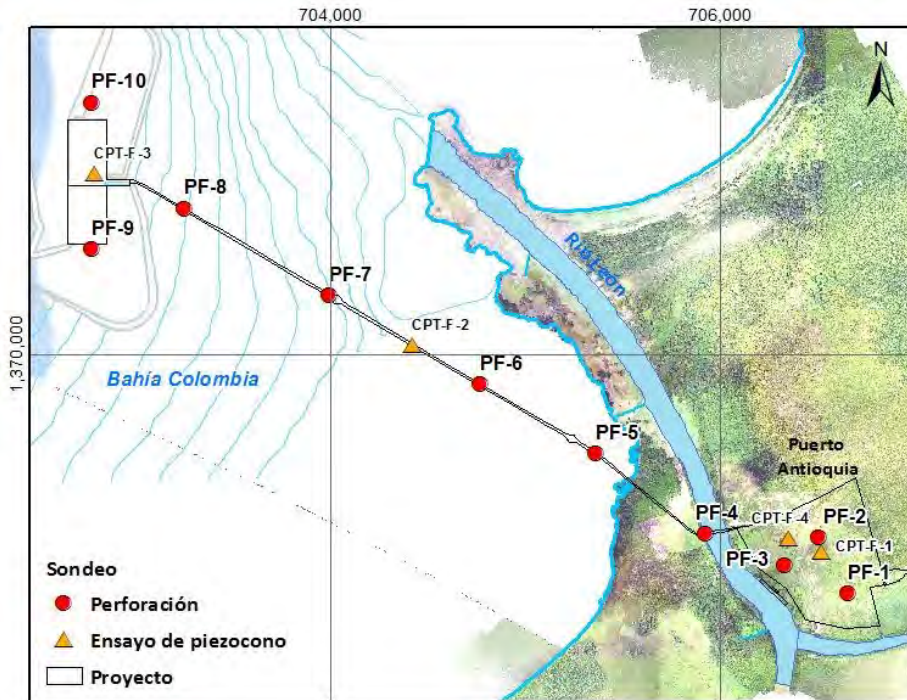 704,000
706,000
N
PF-10
CPT-F-3
PF-8
PF-9
Río León
PF-7
CPT-F-2
1,370,000
Bahía Colombia
PF-6
PF-5
Puerto
Antioquia
PF-4
CPT-F-4
PF-2
CPT-F-1
PF-3
PF-1
Sondeo
Perforación
Ensayo de piezocono
Proyecto